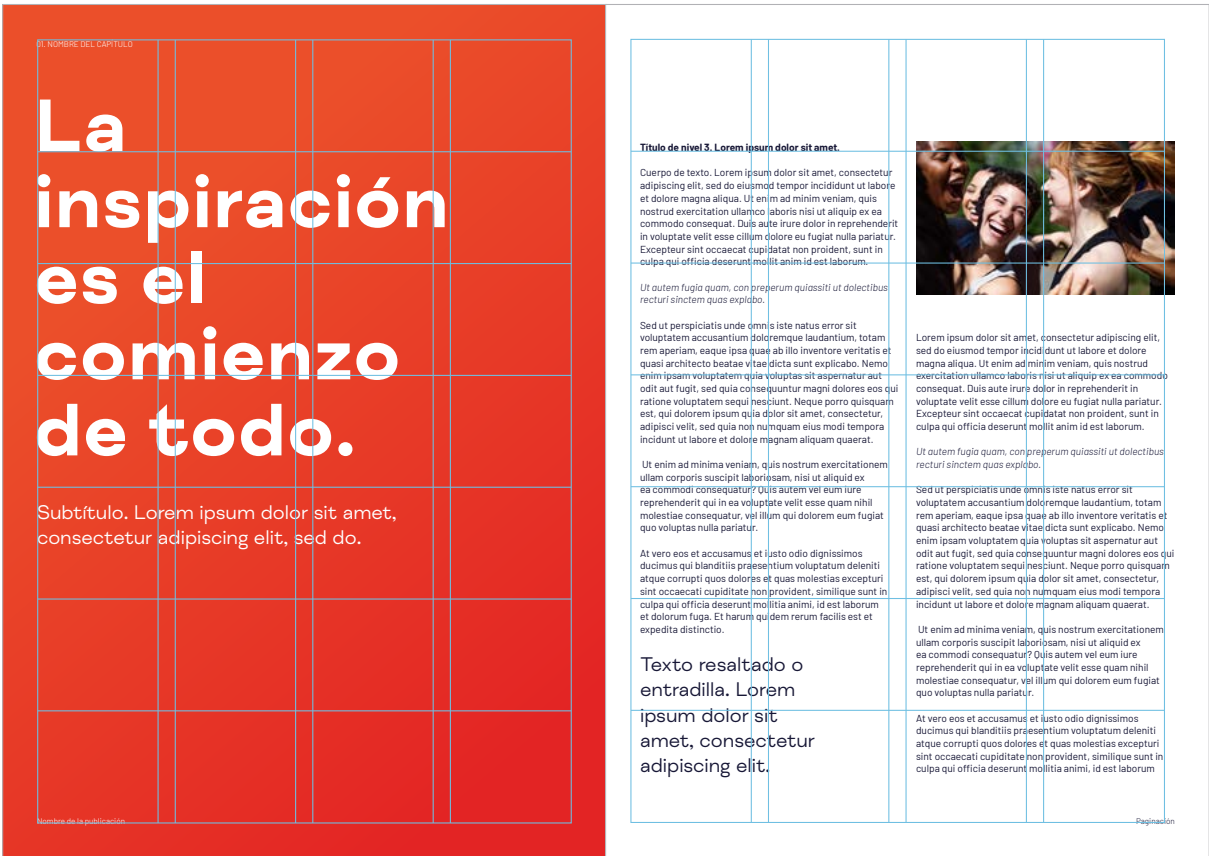 01. NOMBRE DEL CAPÍTULO
La
inspiración
es el
comienzo
de todo.
Subtítulo. Lorem ipsum dolor sit amet,
consectetur adipiscing elit, sed do.
Nombre de la publicación
Titulo de nivel 3. Lorem ipsum dolor sit amet.
Cuerpo de texto. Lorem ipsum dolor sit amet, consectetur
adipiscing elit, sed do eiusmod tempor incididunt ut labore
et dolore magna aliqua. Ut enim ad minim veniam, quis
nostrud exercitation ullamco laboris nisi ut aliquip ex ea
commodo consequat. Duis aute irure dolor in reprehenderit
in voluptate velit esse cillum dolore eu fugiat nulla pariatur.
Excepteur sint occaecat cupidatat non proident, sunt in
culpa qui officia deserunt mollit anim id est laborum.
Ut autem fugia quam, con preperum quiassiti ut dolectibus
recturi sinctem quas explabo.
Sed ut perspiciatis unde omnis iste natus error sit
voluptatem accusantium doloremque laudantium, totam
rem aperiam, eaque ipsa quae ab illo inventore veritatis et
quasi architecto beatae vitae dicta sunt explicabo. Nemo
enim ipsam voluptatem quia voluptas sit aspernatur aut
odit aut fugit, sed quia consequuntur magni dolores eos qui
ratione voluptatem sequi nesciunt. Neque porro quisquam
est, qui dolorem ipsum quia dolor sit amet, consectetur,
adipisci velit, sed quia non numquam eius modi tempora
incidunt ut labore et dolore magnam aliquam quaerat.
Ut enim ad minima veniam, quis nostrum exercitationem
ullam corporis suscipit laboriosam, nisi ut aliquid ex
ea commodi consequatur? Quis autem vel eum iure
reprehenderit qui in ea voluptate velit esse quam nihil
molestiae consequatur, vel illum qui dolorem eum fugiat
quo voluptas nulla pariatur.
At vero eos et accusamus et iusto odio dignissimos
ducimus qui blanditiis praesentium voluptatum deleniti
atque corrupti quos dolores et quas molestias excepturi
sint occaecati cupiditate non provident, similique sunt in
culpa qui officia deserunt mollitia animi, id est laborum
et dolorum fuga. Et harum quidem rerum facilis est et
expedita distinctio.
Texto resaltado o
entradilla. Lorem
ipsum dolor sit
amet, consectetur
adipiscing elit.
Lorem ipsum dolor sit amet, consectetur adipiscing elit,
sed do eiusmod tempor incididunt ut labore et dolore
magna aliqua. Ut enim ad minim veniam, quis nostrud
exercitation ullamco laboris nisi ut aliquip ex ea commodo
consequat. Duis aute irure dolor in reprehenderit in
voluptate velit esse cillum dolore eu fugiat nulla pariatur.
Excepteur sint occaecat cupidatat non proident, sunt in
culpa qui officia deserunt mollit anim id est laborum.
Ut autem fugia quam, con preperum quiassiti ut dolectibus
recturi sinctem quas explabo.
Sed ut perspiciatis unde omnis iste natus error sit
voluptatem accusantium doloremque laudantium, totam
rem aperiam, eaque ipsa quae ab illo inventore veritatis et
quasi architecto beatae vitae dicta sunt explicabo. Nemo
enim ipsam voluptatem quia voluptas sit aspernatur aut
odit aut fugit, sed quia consequuntur magni dolores eos qui
ratione voluptatem sequi nesciunt. Neque porro quisquam
est, qui dolorem ipsum quia dolor sit amet, consectetur,
adipisci velit, sed quia non numquam eius modi tempora
incidunt ut labore et dolore magnam aliquam quaerat.
Ut enim ad minima veniam, quis nostrum exercitationem
ullam corporis suscipit laboriosam, nisi ut aliquid ex
ea commodi consequatur? Quis autem vel eum iure
reprehenderit qui in ea voluptate velit esse quam nihil
molestiae consequatur, vel illum qui dolorem eum fugiat
quo voluptas nulla pariatur.
At vero eos et accusamus et iusto odio dignissimos
ducimus qui blanditiis praesentium voluptatum deleniti
atque corrupti quos dolores et quas molestias excepturi
sint occaecati cupiditate non provident, similique sunt in
culpa qui officia deserunt mollitia animi, id est laborum
Paginación